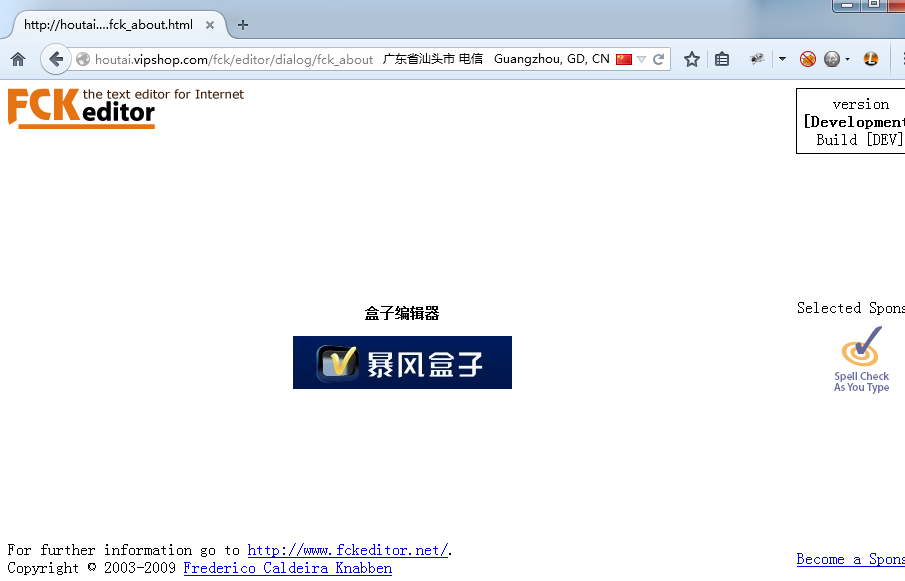 http://houtai....fck_about.html
houtai.vipshop.com/fck/editor/dialog/fck_about 广东省汕头市 电信 Guangzhou, GD, CN
FCKeditor the text editor for Internet
version
[Development
Build [DEV]
盒子编辑器
暴风盒子
Selected Spons
Spell Check
As You Type
For further information go to http://www.fckeditor.net/.
Copyright © 2003-2009 Frederico Caldeira Knabben
Become a Spons